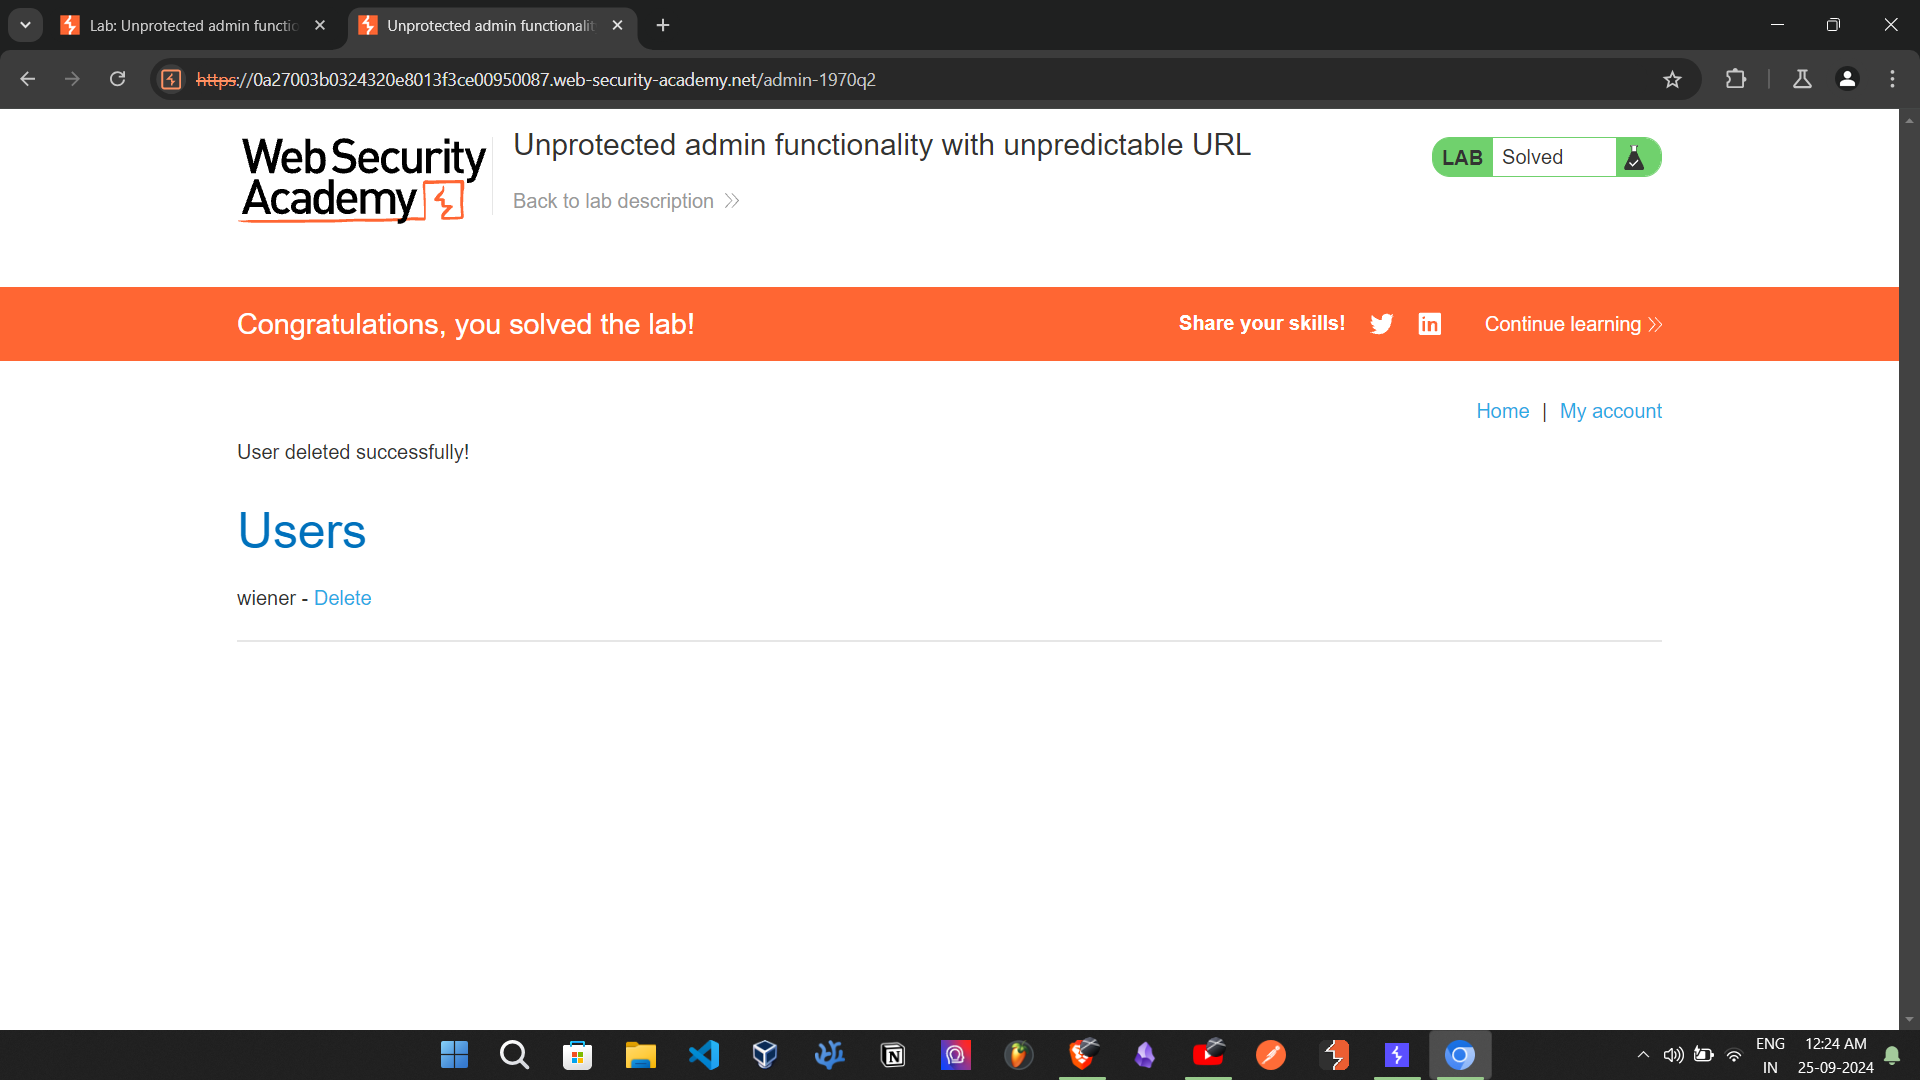 Lab: Unprotected admin functio
Unprotected admin functionalit
https://0a27003b0324320e8013f3ce00950087.web-security-academy.net/admin-1970q2
Web Security
Academy
Unprotected admin functionality with unpredictable URL
Back to lab description
LAB Solved
Congratulations, you solved the lab!
Share your skills!
in
Continue learning
Home | My account
User deleted successfully!
Users
wiener - Delete
ENG
IN
12:24 AM
25-09-2024